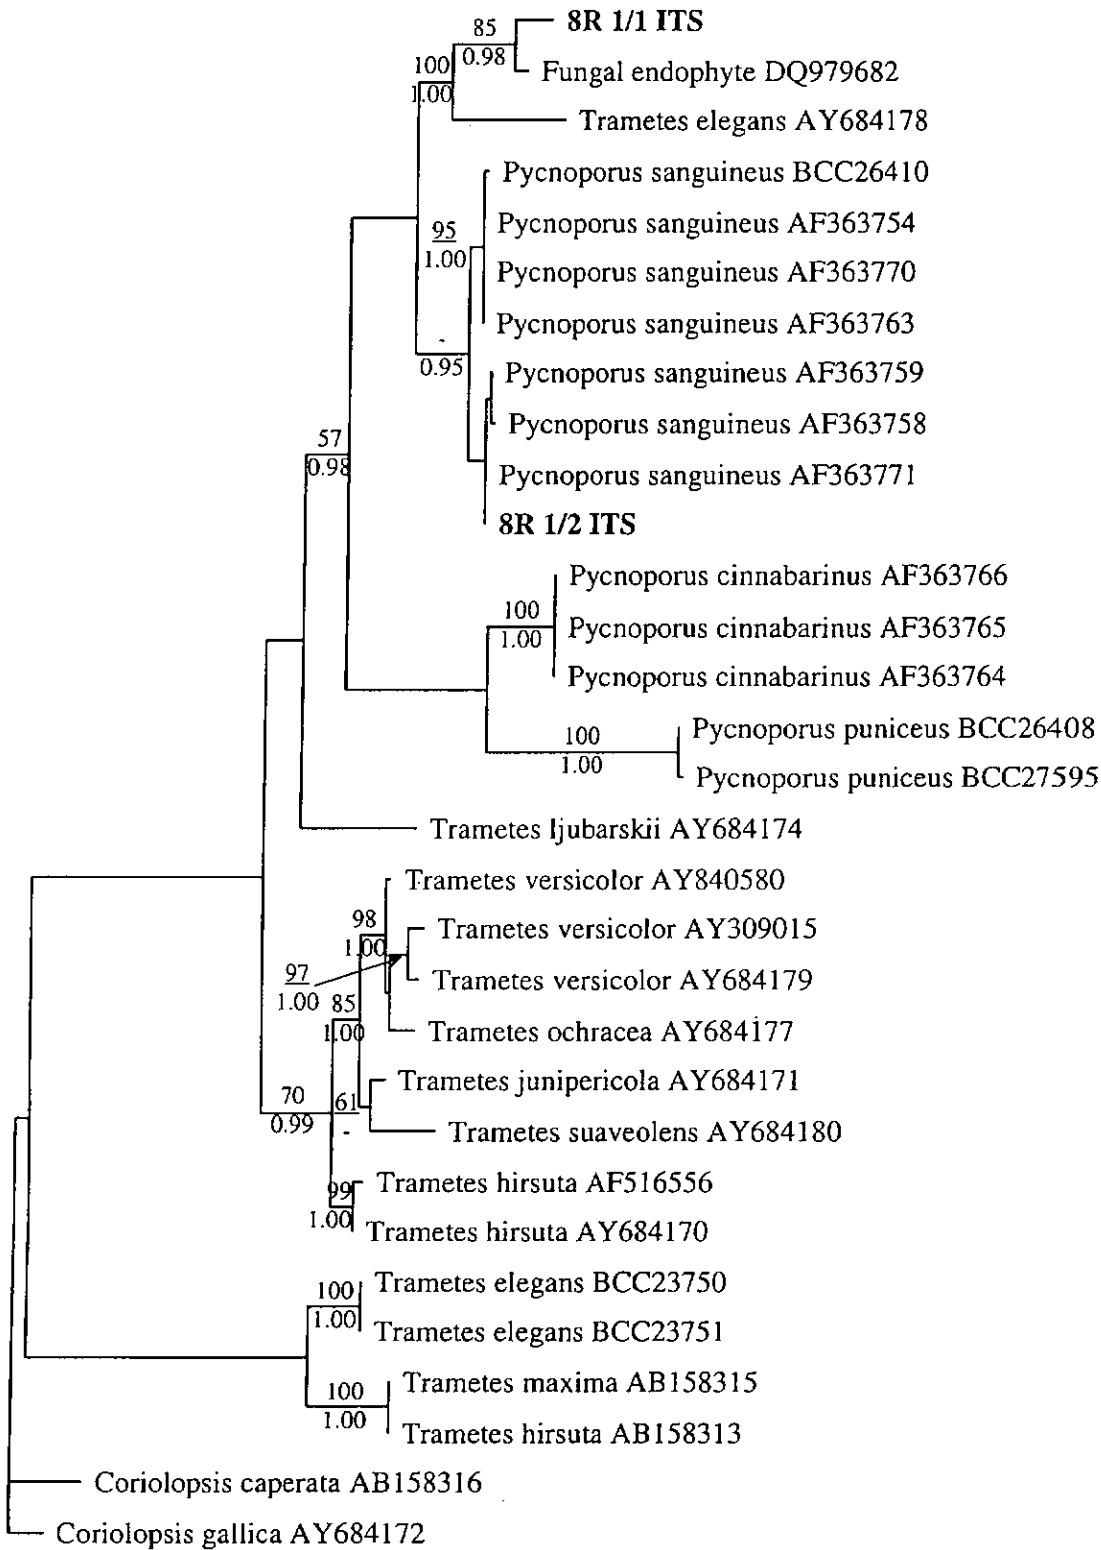 85
8R 1/1 ITS
0.98
Fungal endophyte DQ979682
100
1.00
Trametes elegans AY684178
Pycnoporus sanguineus BCC26410
Pycnoporus sanguineus AF363754
95
1.00
Pycnoporus sanguineus AF363770
Pycnoporus sanguineus AF363763
-
0.95
Pycnoporus sanguineus AF363759
Pycnoporus sanguineus AF363758
57
0.98
Pycnoporus sanguineus AF363771
8R 1/2 ITS
Pycnoporus cinnabarinus AF363766
100
1.00
Pycnoporus cinnabarinus AF363765
Pycnoporus cinnabarinus AF363764
Pycnoporus puniceus BCC26408
100
1.00
Pycnoporus puniceus BCC27595
Trametes ljubarskii AY684174
Trametes versicolor AY840580
98
1.00
Trametes versicolor AY309015
97
1.00
Trametes versicolor AY684179
85
1.00
Trametes ochracea AY684177
Trametes junipericola AY684171
70
0.99
61
-
Trametes suaveolens AY684180
99
1.00
Trametes hirsuta AF516556
Trametes hirsuta AY684170
100
1.00
Trametes elegans BCC23750
Trametes elegans BCC23751
Trametes maxima AB158315
100
1.00
Trametes hirsuta AB158313
Coriolopsis caperata AB158316
Coriolopsis gallica AY684172